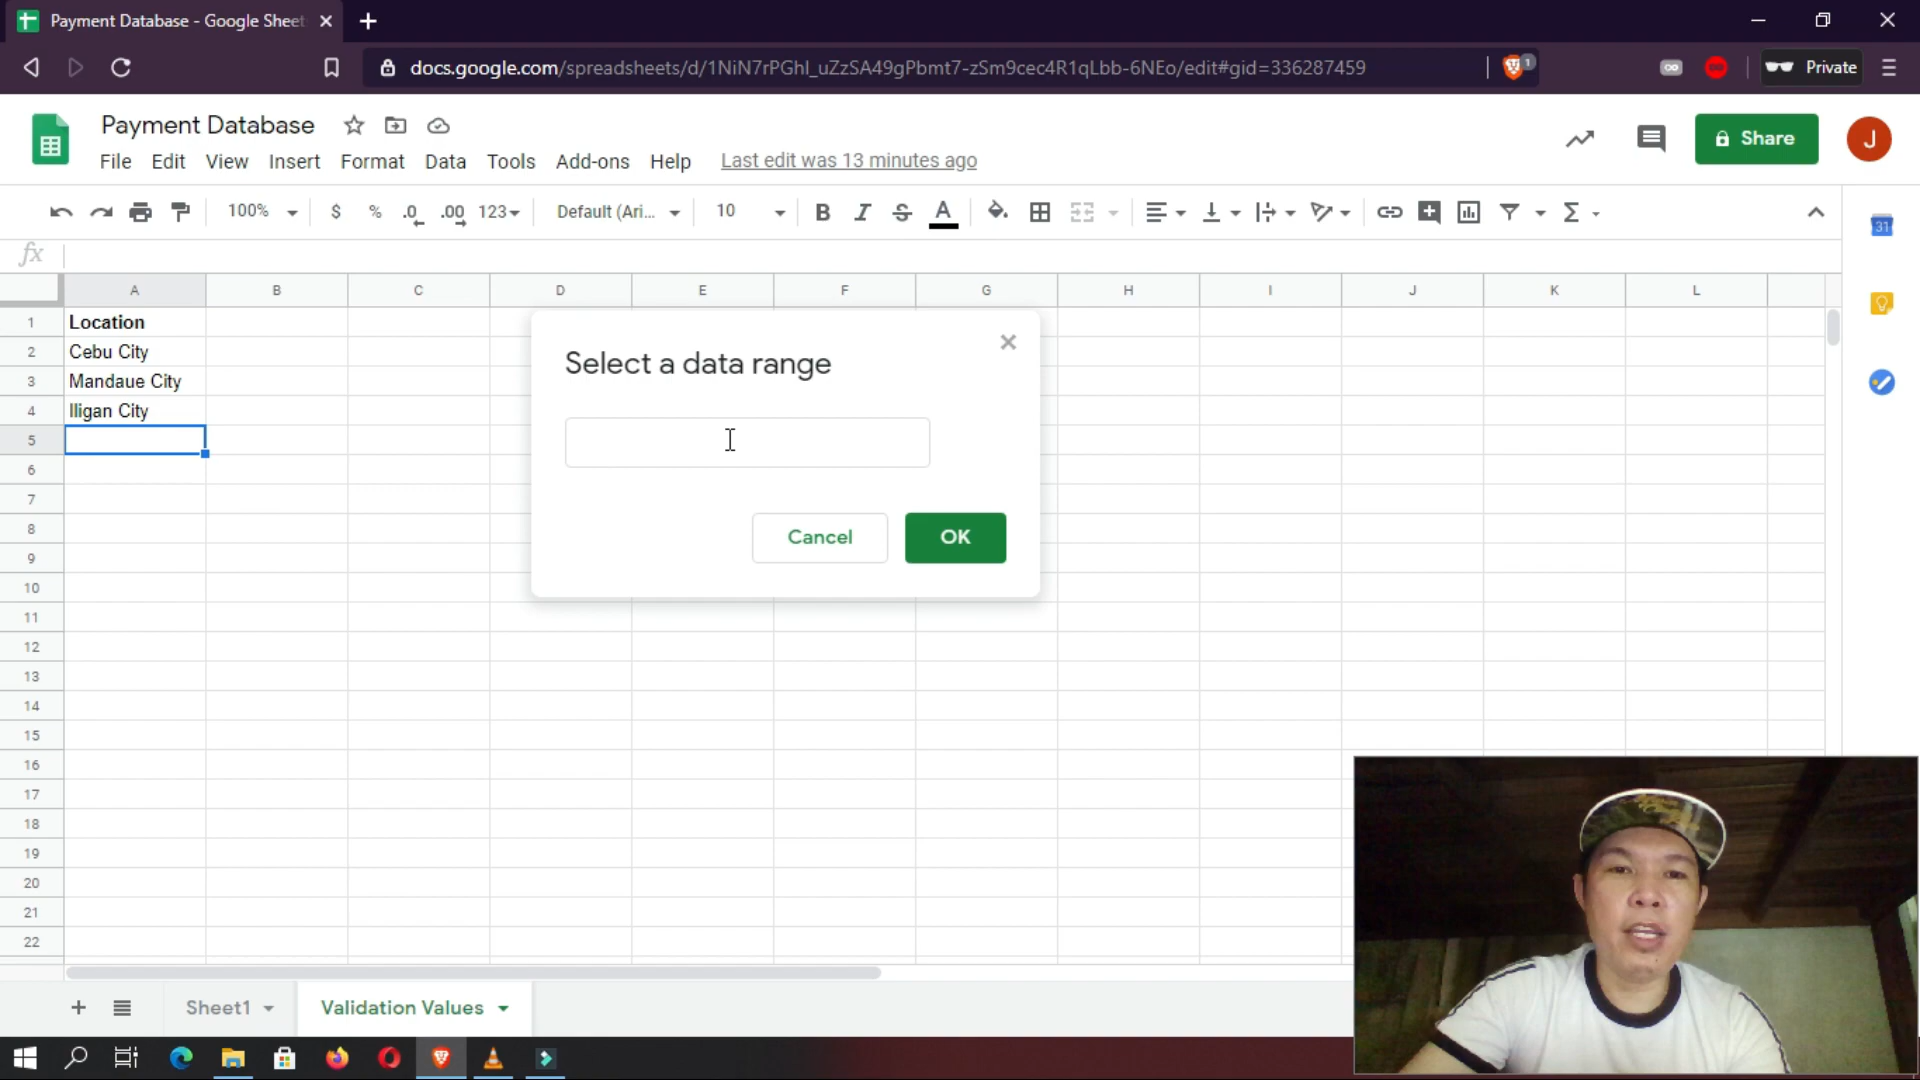 Payment Database - Google Sheet
docs.google.com/spreadsheets/d/1NiN7rPGhl_uZzSA49gPbmt7-zSm9cec4R1qLbb-6NEo/edit#gid=336287459
1
Private
Payment Database
File Edit View Insert Format Data Tools Add-ons Help Last edit was 13 minutes ago
Share
J
100% $ % .0 .00 123 Default (Ari... 10 B I S A Σ
31
fx
A B C D E F G H I J K L
1 Location
2 Cebu City
3 Mandaue City
4 Iligan City
5
6
7
8
9
10
11
12
13
14
15
16
17
18
19
20
21
22
Select a data range
Cancel OK
Sheet1 Validation Values